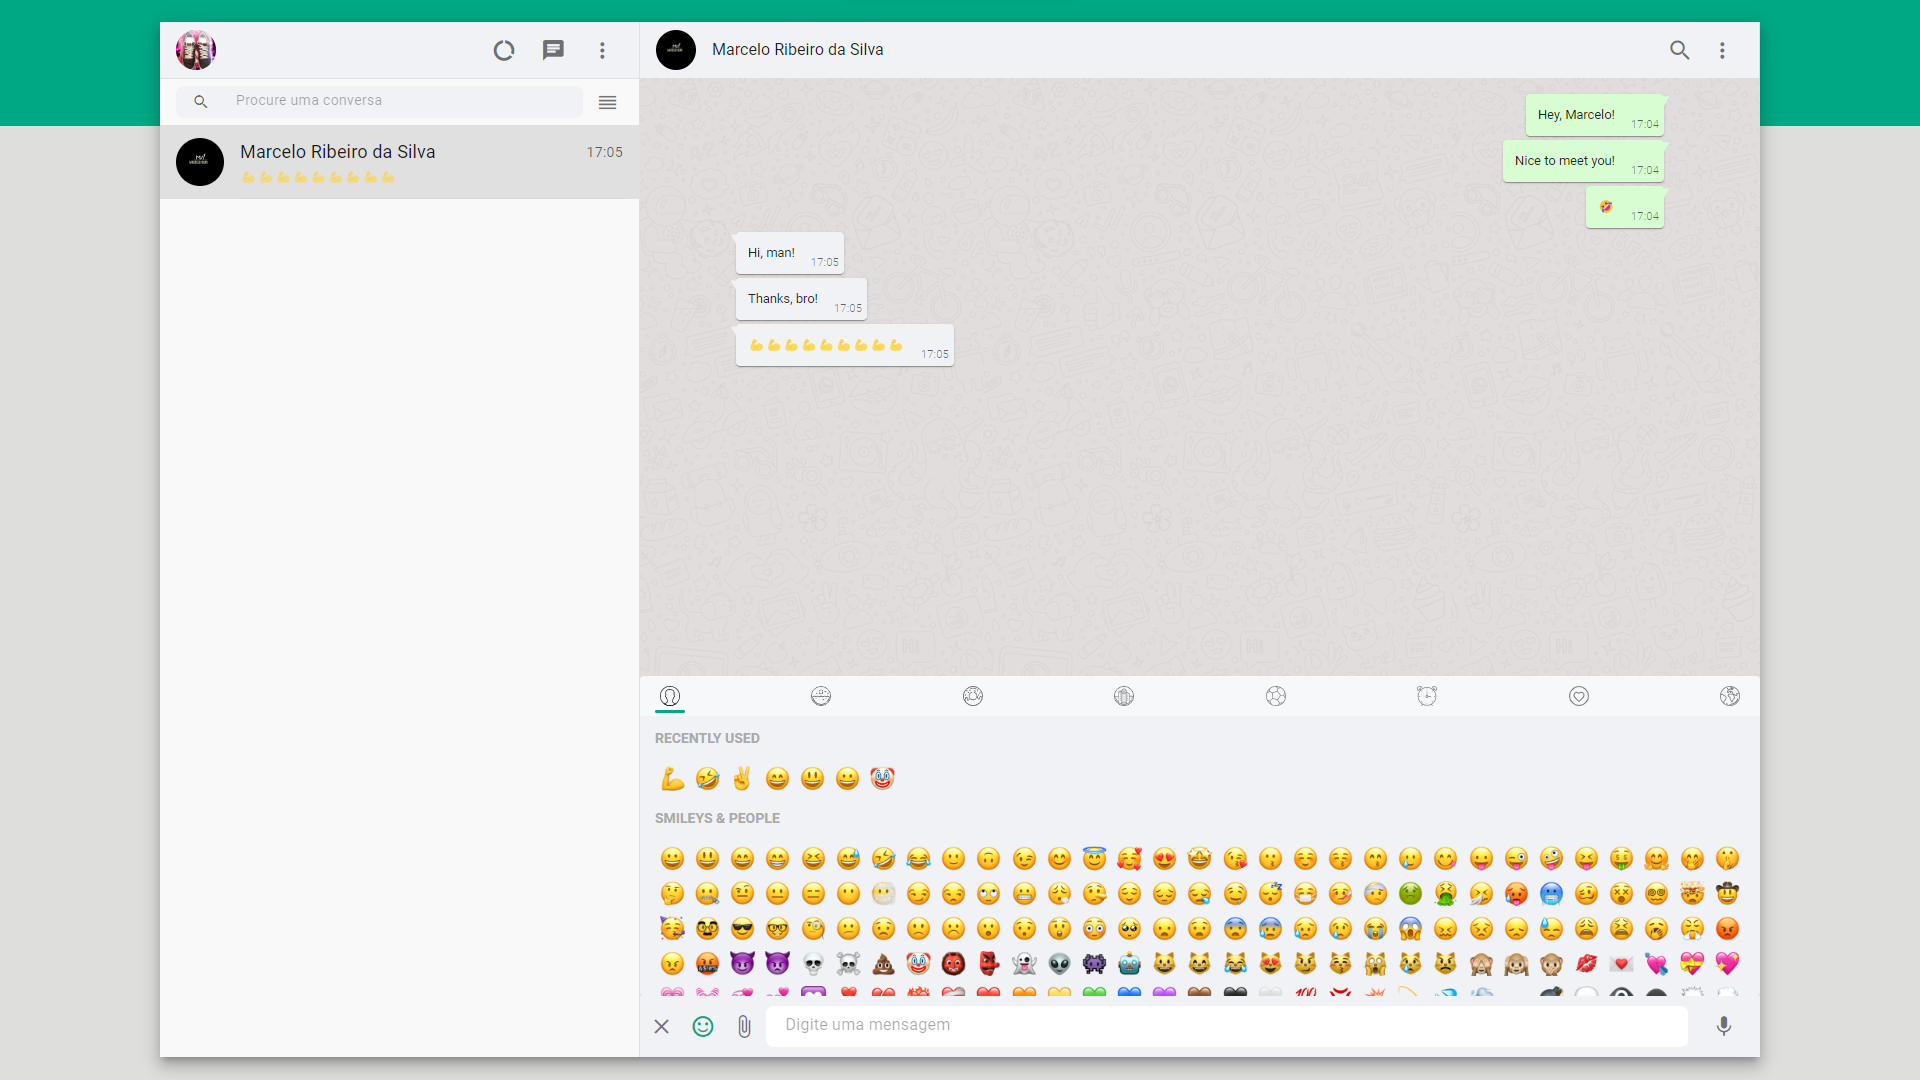 Marcelo Ribeiro da Silva
Procure uma conversa
Marcelo Ribeiro da Silva
17:05
💪💪💪💪💪💪💪💪💪
Hey, Marcelo!
17:04
Nice to meet you!
17:04
🤣
17:04
Hi, man!
17:05
Thanks, bro!
17:05
💪💪💪💪💪💪💪💪💪
17:05
RECENTLY USED
SMILEYS & PEOPLE
Digite uma mensagem